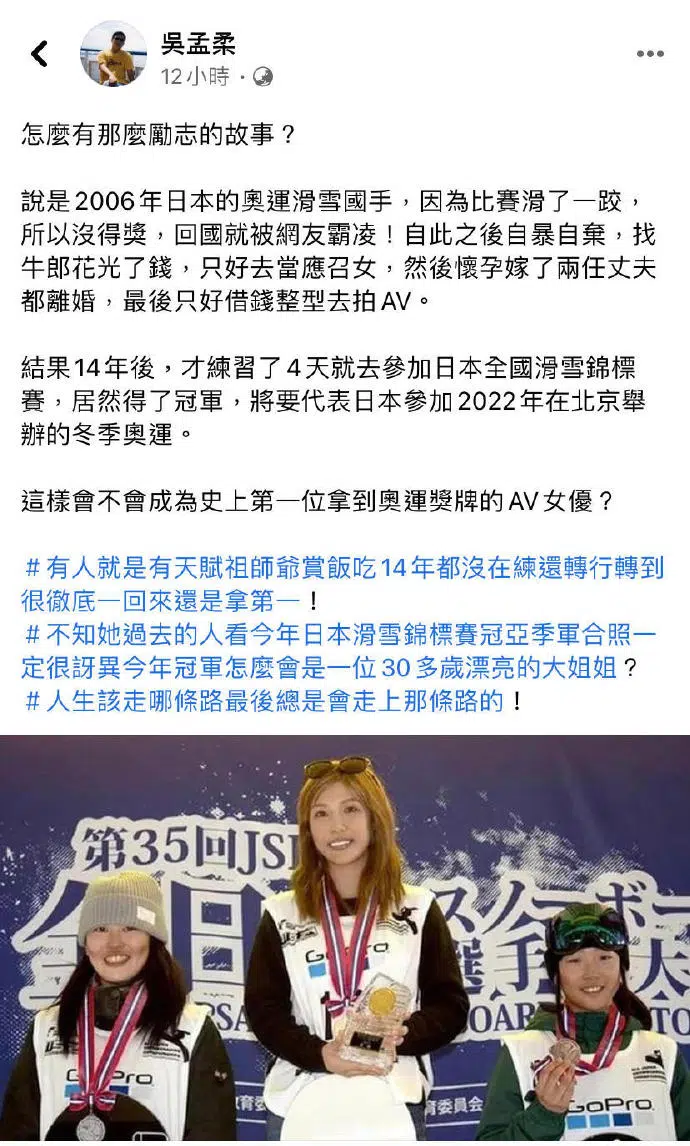 吳孟柔
12小時
怎麼有那麼勵志的故事?
說是2006年日本的奧運滑雪國手，因為比賽滑了一跤，
所以沒得獎，回國就被網友霸凌！自此之後自暴自棄，找
牛郎花光了錢，只好去當應召女，然後懷孕嫁了兩任丈夫
都離婚，最後只好借錢整型去拍AV。
結果14年後，才練習了4天就去參加日本全國滑雪錦標
賽，居然得了冠軍，將要代表日本參加2022年在北京舉
辦的冬季奧運。
這樣會不會成為史上第一位拿到奧運獎牌的AV女優？
#有人就是有天賦祖師爺賞飯吃14年都沒在練還轉行轉到
很徹底一回來還是拿第一！
#不知她過去的人看今年日本滑雪錦標賽冠亞季軍合照一
定很訝異今年冠軍怎麼會是一位30多歲漂亮的大姐姐？
#人生該走哪條路最後總是會走上那條路的！
第35回JS
全日 スノーボー
選手 大
OAR
TO
GoPro
GoPro
GoPro
育委
育委員会